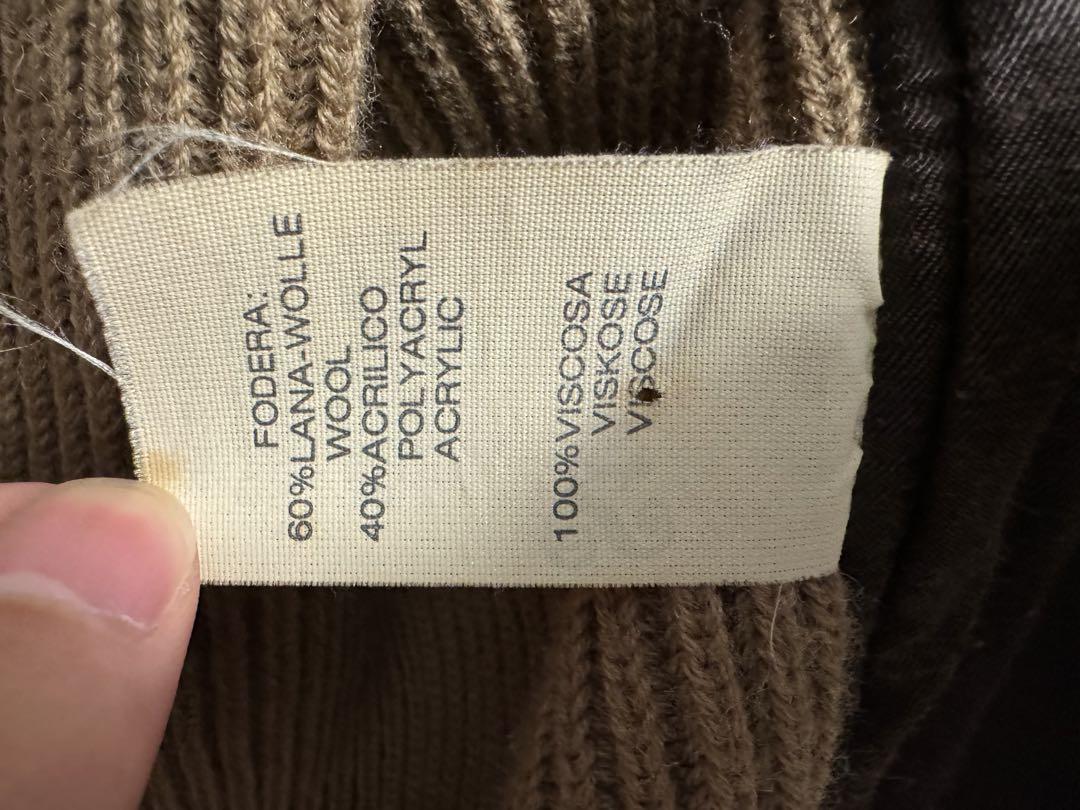 FODERA:
60%LANA-WOLLE
WOOL
40%ACRILICO
POLYACRYL
ACRYLIC
100%VISCOSA
VISKOSE
VISCOSE